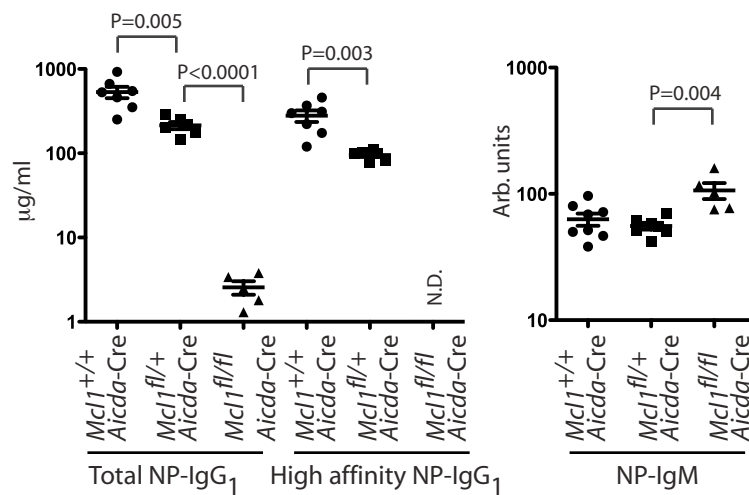 P=0.005
P<0.0001
P=0.003
P=0.004
1000
100
10
1
µg/ml
N.D.
1000
100
10
Arb. units
Mcl1+/+
Aicda-Cre
Mcl1fl/+
Aicda-Cre
Mcl1fl/fl
Aicda-Cre
Mcl1+/+
Aicda-Cre
Mcl1fl/+
Aicda-Cre
Mcl1fl/fl
Aicda-Cre
Mcl1+/+
Aicda-Cre
Mcl1fl/+
Aicda-Cre
Mcl1fl/fl
Aicda-Cre
Total NP-IgG1
High affinity NP-IgG1
NP-IgM